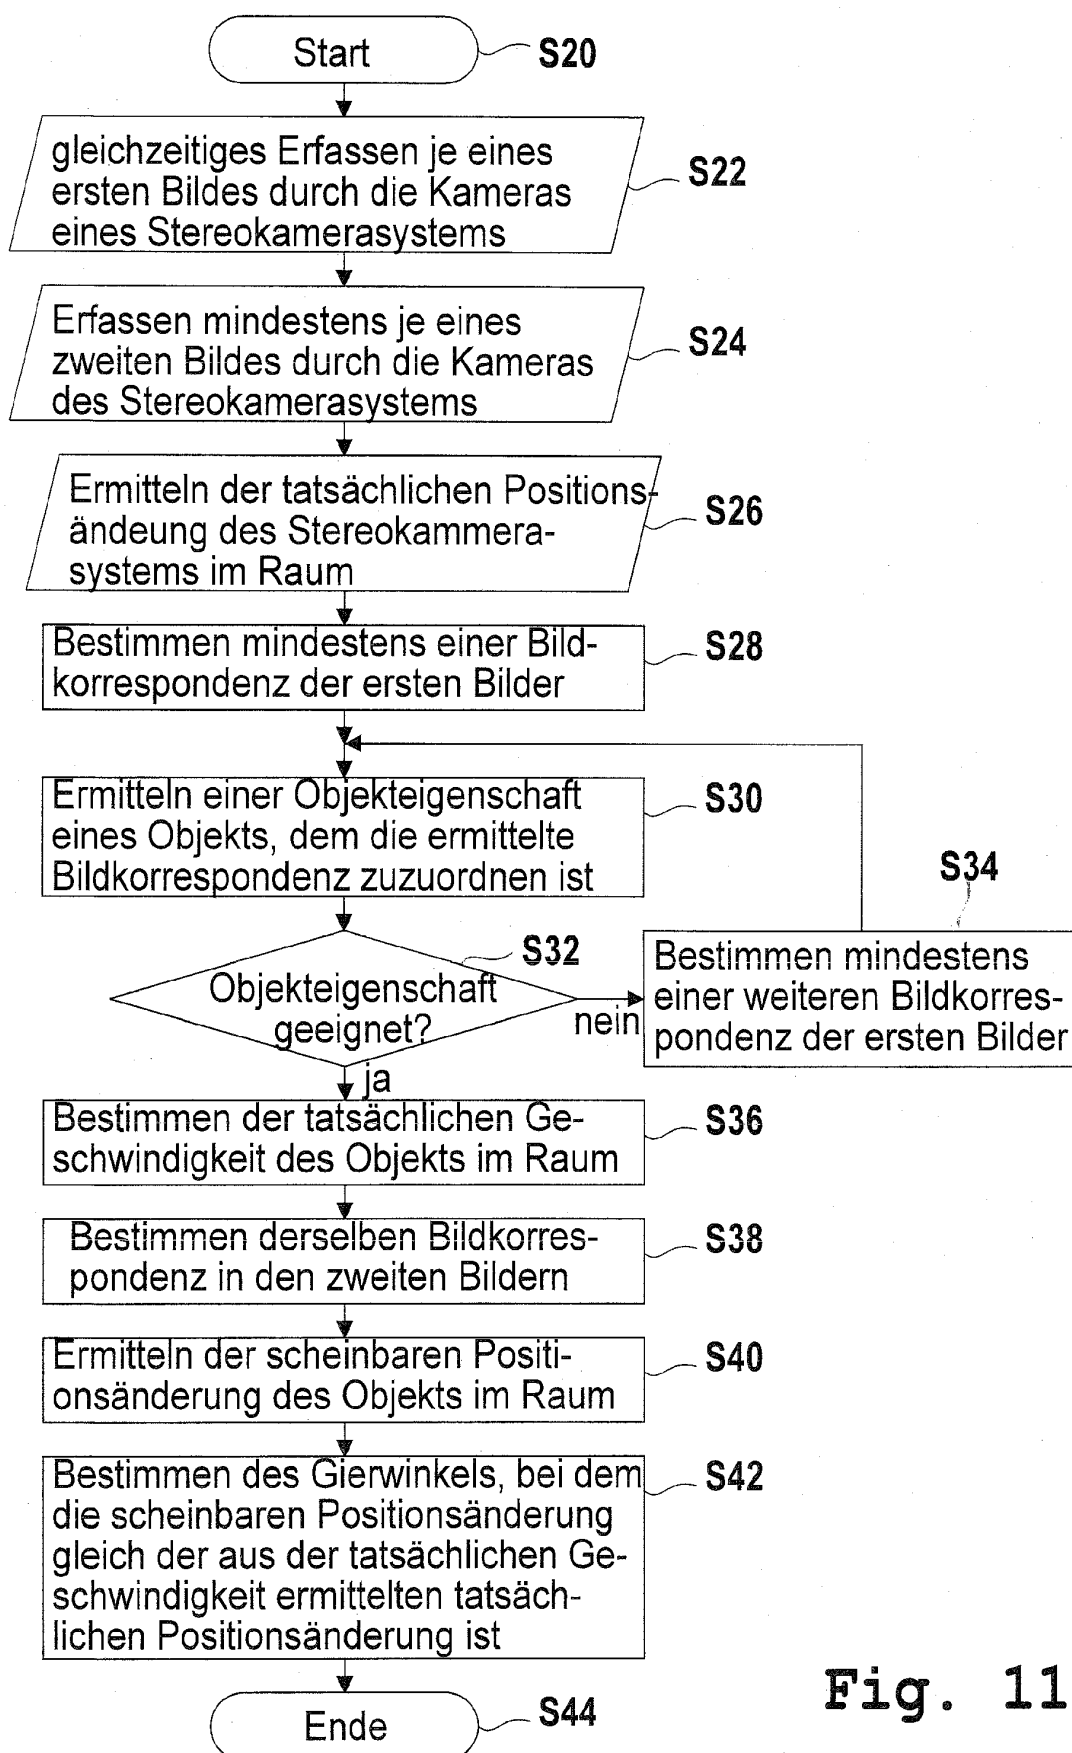 Start
S20
gleichzeitiges Erfassen je eines
ersten Bildes durch die Kameras
eines Stereokamerasystems
S22
Erfassen mindestens je eines
zweiten Bildes durch die Kameras
des Stereokamerasystems
S24
Ermitteln der tatsächlichen Positions-
ändeung des Stereokammera-
systems im Raum
S26
Bestimmen mindestens einer Bild-
korrespondenz der ersten Bilder
S28
Ermitteln einer Objekteigenschaft
eines Objekts, dem die ermittelte
Bildkorrespondenz zuzuordnen ist
S30
Objekteigenschaft
geeignet?
S32
nein
ja
S34
Bestimmen mindestens
einer weiteren Bildkorres-
pondenz der ersten Bilder
Bestimmen der tatsächlichen Ge-
schwindigkeit des Objekts im Raum
S36
Bestimmen derselben Bildkorres-
pondenz in den zweiten Bildern
S38
Ermitteln der scheinbaren Positi-
onsänderung des Objekts im Raum
S40
Bestimmen des Gierwinkels, bei dem
die scheinbaren Positionsänderung
gleich der aus der tatsächlichen Ge-
schwindigkeit ermittelten tatsäch-
lichen Positionsänderung ist
S42
Ende
S44
Fig. 11